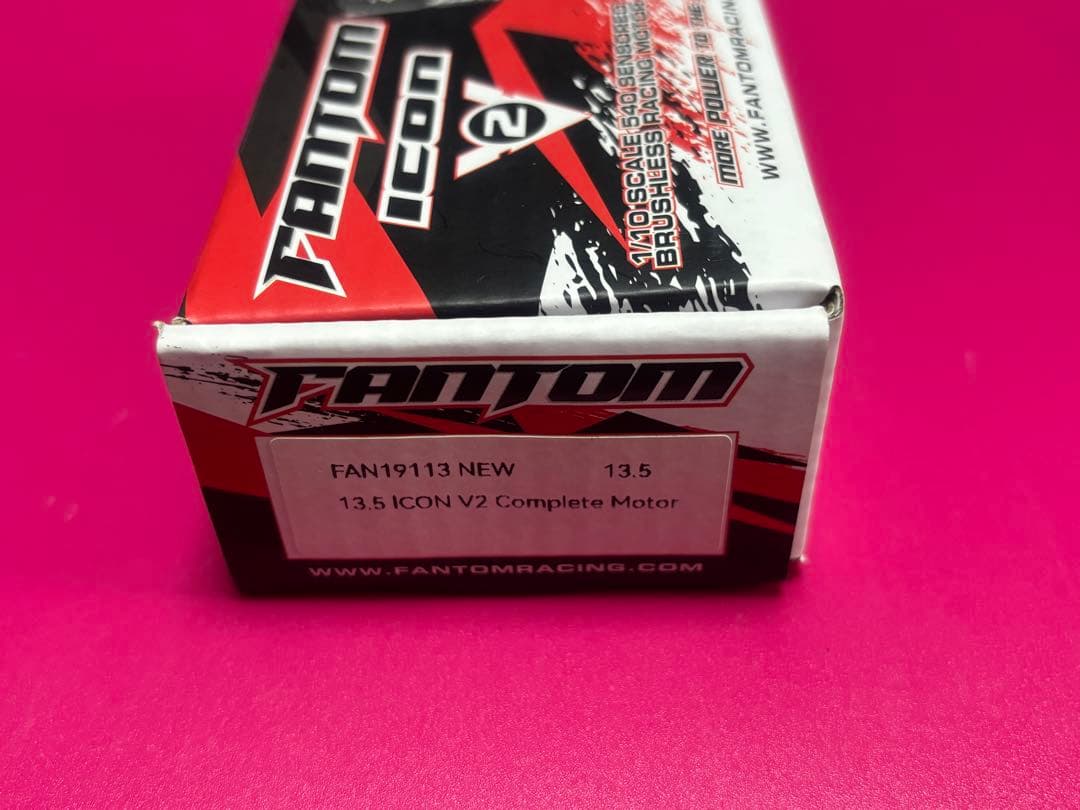 FANTOM
ICON
V2
1/10 SCALE 540 SENSORED
BRUSHLESS RACING MOTOR
MORE POWER TO THE
WWW.FANTOMRACING
FANTOM
FAN19113 NEW 13.5
13.5 ICON V2 Complete Motor
WWW.FANTOMRACING.COM